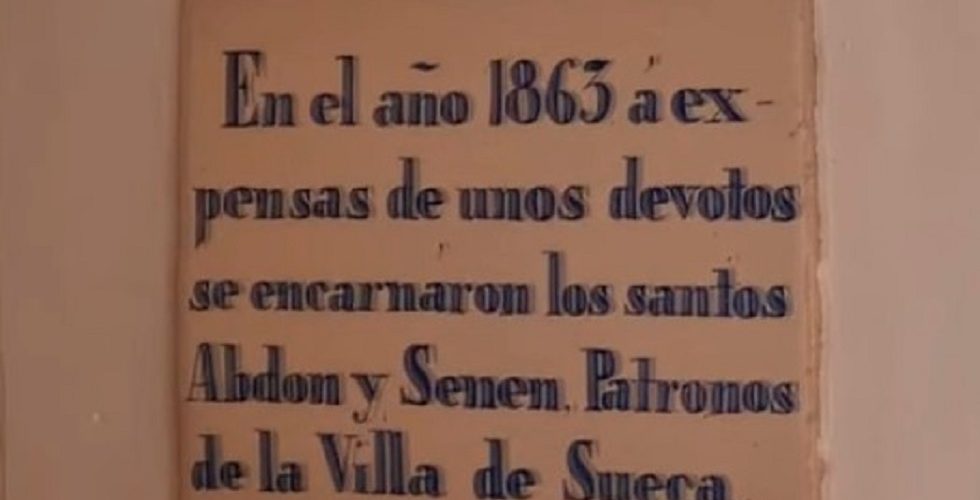 En el año 1863 á ex-
pensas de unos devotos
se encarnáron los santos
Abdon y Senen, Patronos
de la Villa de Sueca.